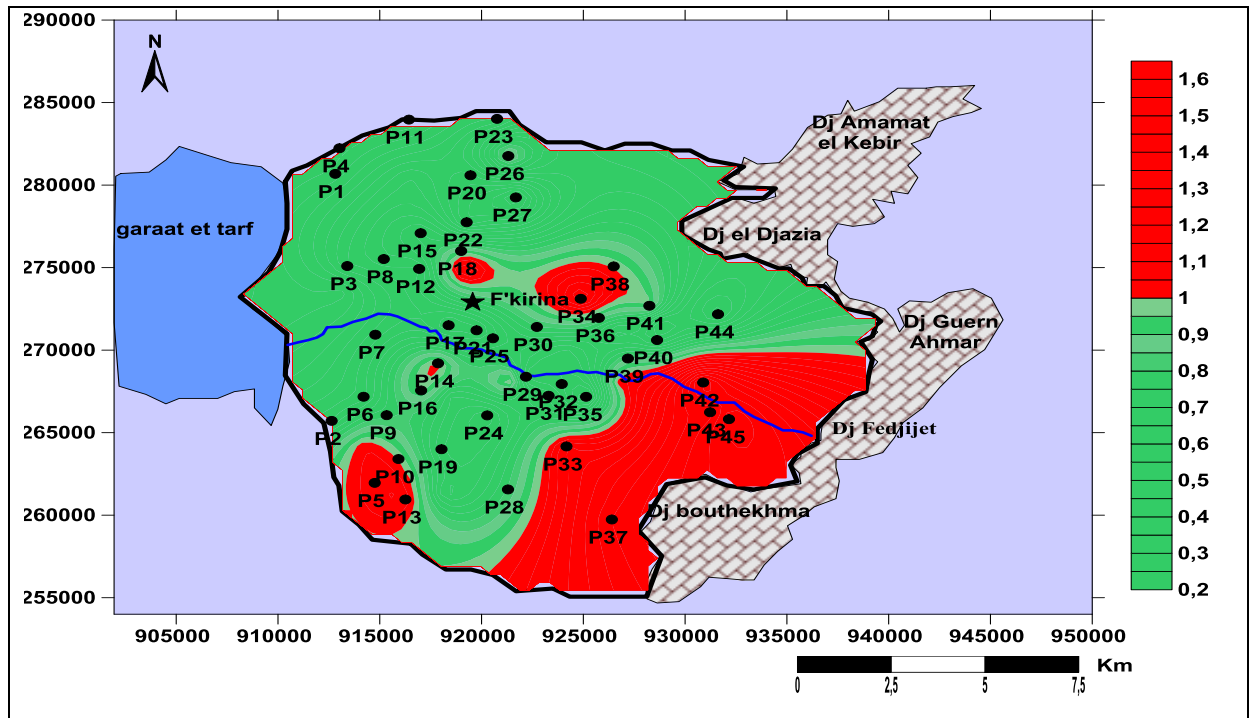 290000
285000
280000
275000
270000
265000
260000
255000
N
P11
P23
P4
P1
P26
P20
P27
Dj Amamat
el Kebir
garaat et tarf
Dj el Djazia
P15
P22
P3
P8
P12
P18
P38
F'kirina
P34
P36
P41
P44
Dj Guern
Ahmar
P7
P17
P21
P25
P30
P40
P39
P14
P16
P29
P31
P32
P35
P42
P43
P45
Dj Fedjijet
P6
P2
P9
P24
P19
P33
P10
P5
P13
P28
P37
Dj bouthekhma
905000 910000 915000 920000 925000 930000 935000 940000 945000 950000
1,6
1,5
1,4
1,3
1,2
1,1
1
0,9
0,8
0,7
0,6
0,5
0,4
0,3
0,2
Km
0 2,5 5 7,5